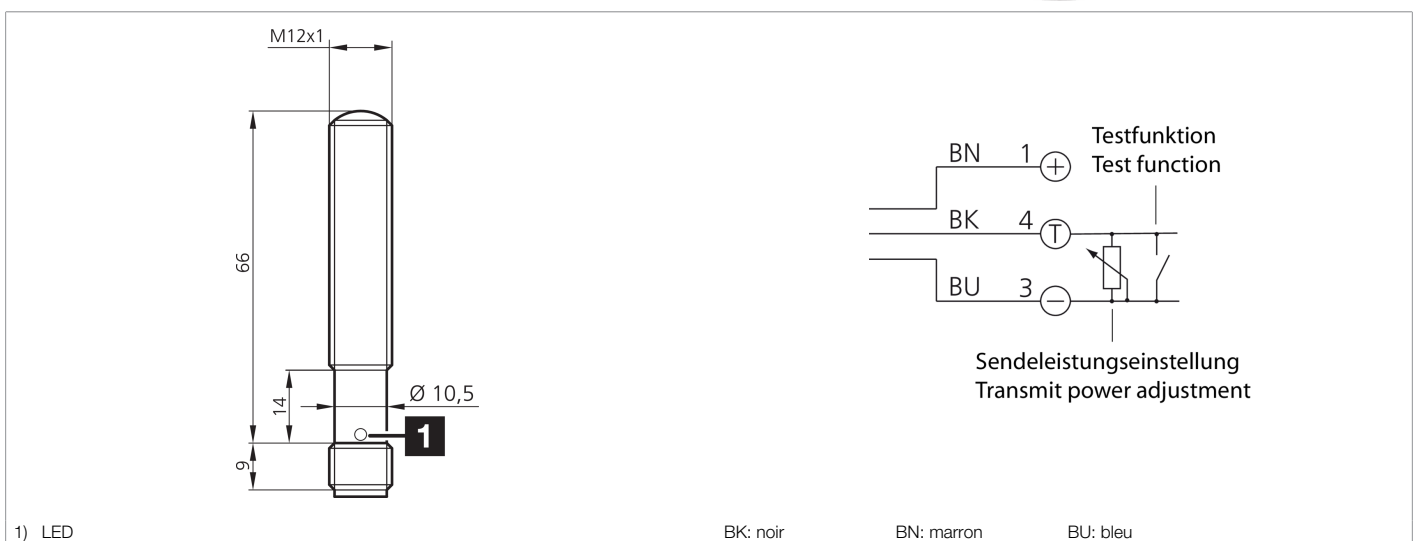 M12x1
66
14
Ø 10,5
1
9
Testfunktion
Test function
BN 1 +
BK 4 T
BU 3 −
Sendeleistungseinstellung
Transmit power adjustment
1) LED
BK: noir BN: marron BU: bleu